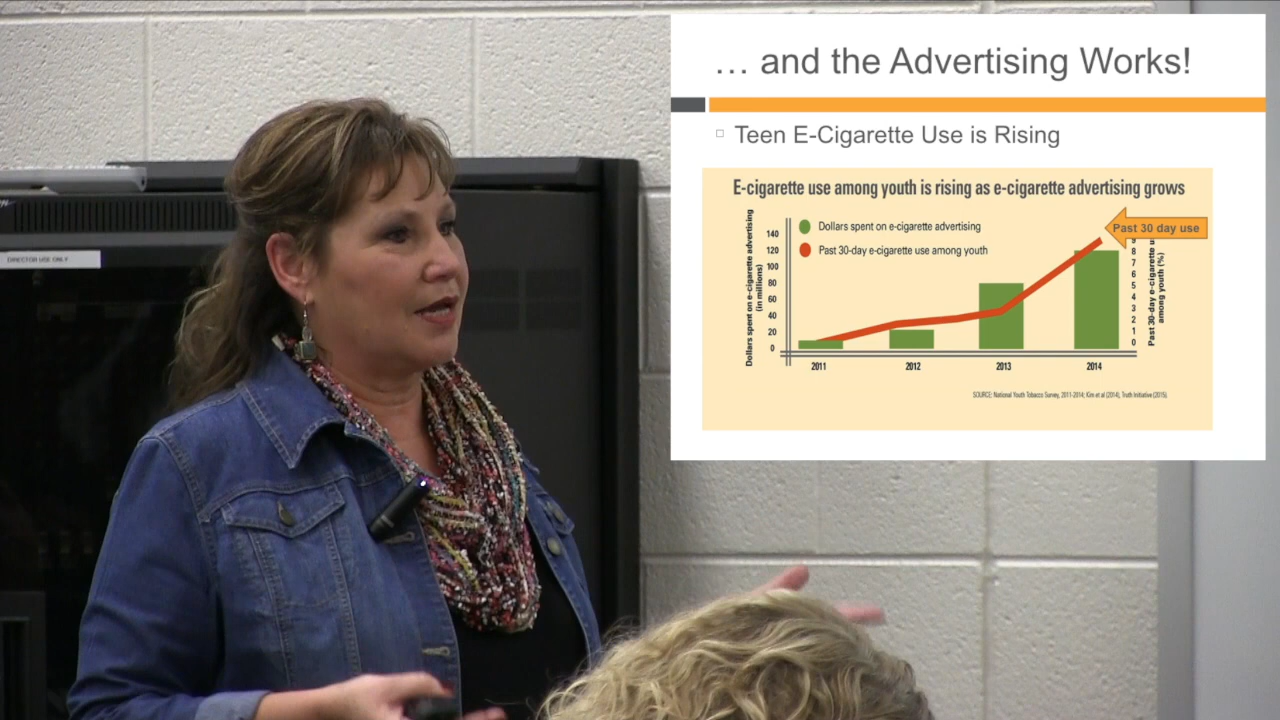 … and the Advertising Works!
Teen E-Cigarette Use is Rising
E-cigarette use among youth is rising as e-cigarette advertising grows
Dollars spent on e-cigarette advertising
(in millions)
140
120
100
80
60
40
20
0
Dollars spent on e-cigarette advertising
Past 30-day e-cigarette use among youth
Past 30 day use
9
8
7
6
5
4
3
2
1
0
Past 30-day e-cigarette u
among youth (%)
2011
2012
2013
2014
SOURCE: National Youth Tobacco Survey, 2011-2014; Kim et al (2014), Truth Initiative (2015).
DIRECTOR USE ONLY